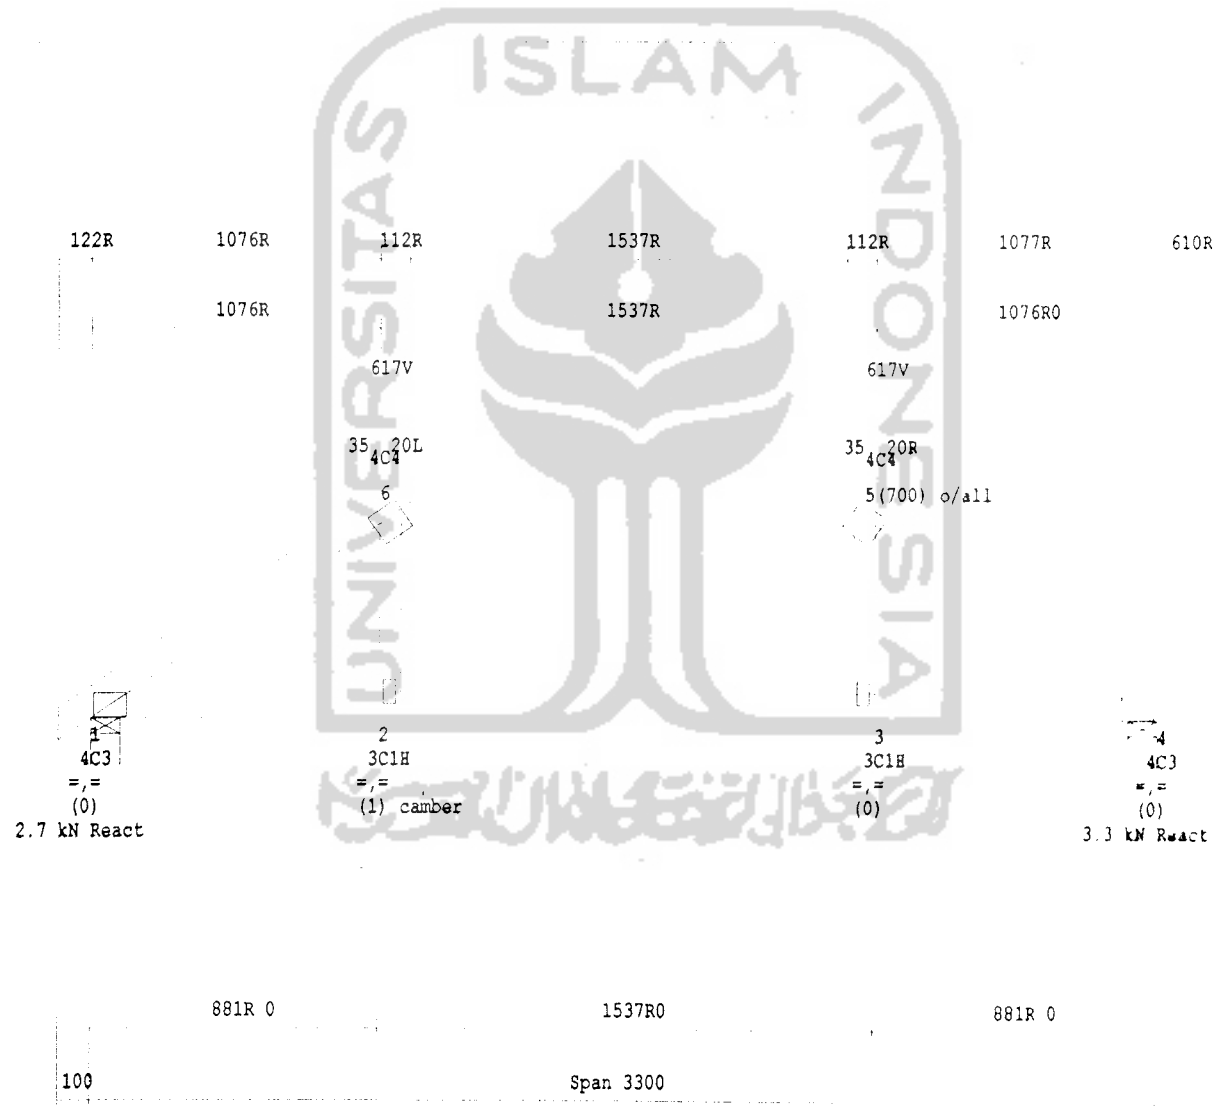 ISLAM
UNIVERSITAS
INDONESIA
122R 1076R 112R 1537R 112R 1077R 610R
1076R 1537R 1076R0
617V 617V
35 20L 35 20R
4C4 4C4
6 5(700) o/all
1 2 3 4
4C3 3C1H 3C1H 4C3
=,= =,= =,= =,=
(0) (1) camber (0) (0)
2.7 kN React 3.3 kN React
881R 0 1537R0 881R 0
100 Span 3300